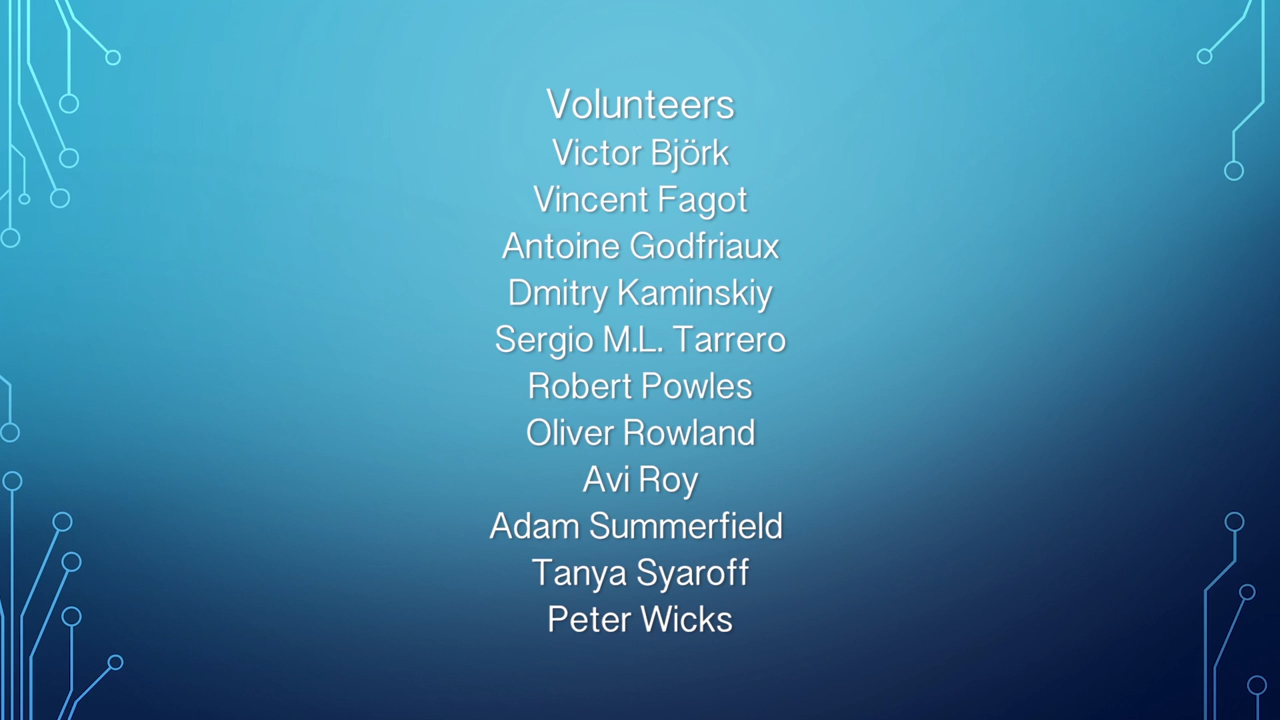 Volunteers
Victor Björk
Vincent Fagot
Antoine Godfriaux
Dmitry Kaminskiy
Sergio M.L. Tarrero
Robert Powles
Oliver Rowland
Avi Roy
Adam Summerfield
Tanya Syaroff
Peter Wicks